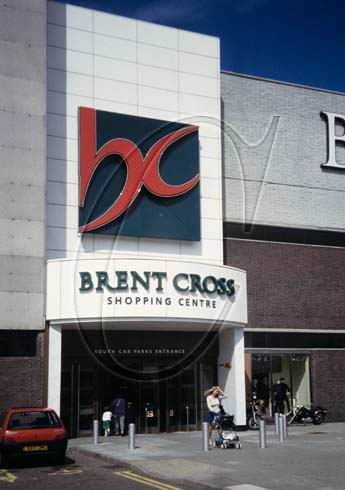 bc
B
BRENT CROSS
SHOPPING CENTRE
SOUTH CAR PARKS ENTRANCE